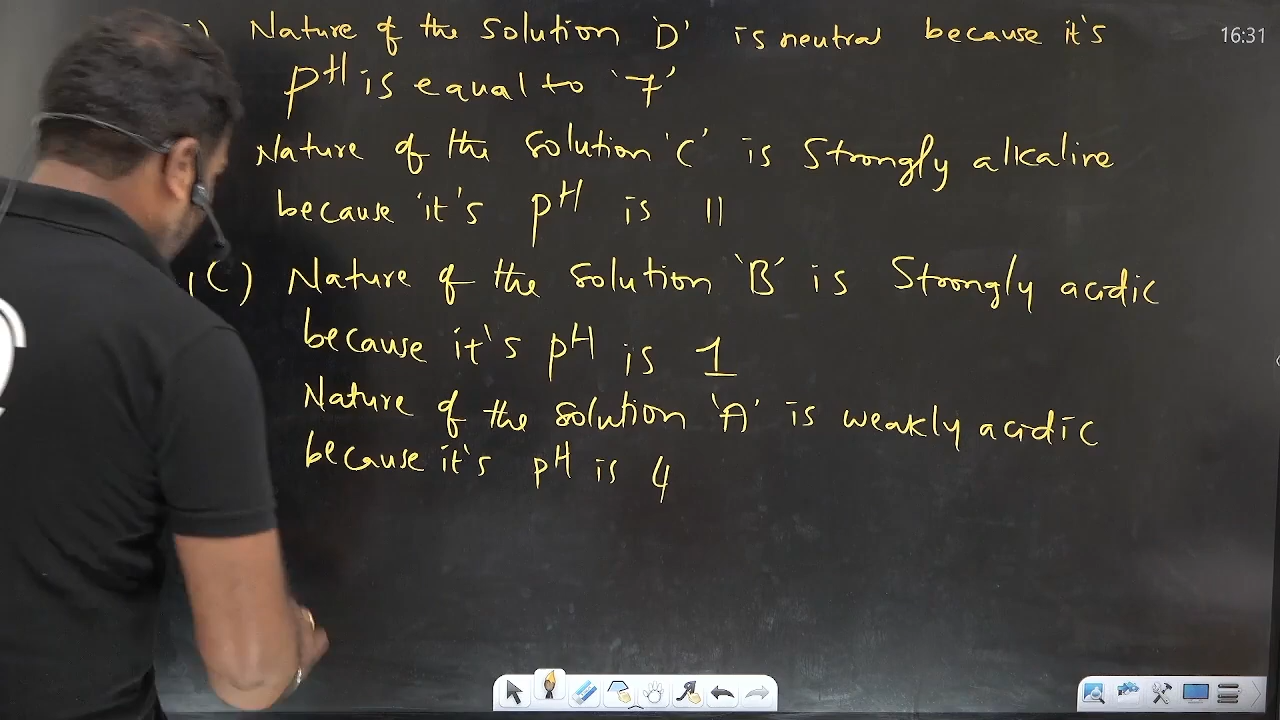 16:31
) Nature of the solution 'D' is neutral because it's
pH is equal to '7'
Nature of the solution 'C' is strongly alkaline
because it's pH is 11
(C) Nature of the solution 'B' is Strongly acidic
because it's pH is 1
Nature of the solution 'A' is weakly acidic
because it's pH is 4